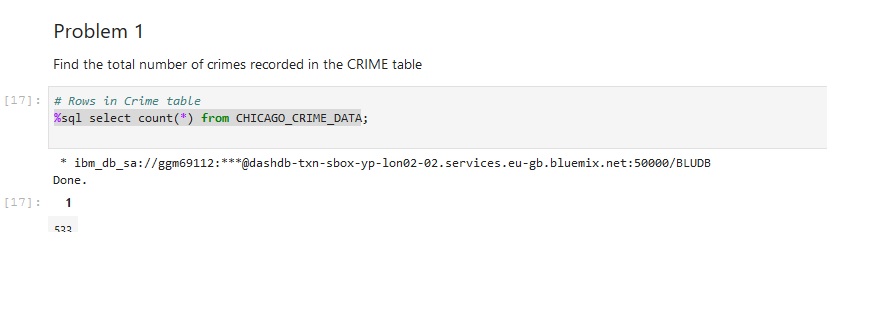 Problem 1
Find the total number of crimes recorded in the CRIME table
[17]: # Rows in Crime table
%sql select count(*) from CHICAGO_CRIME_DATA;
* ibm_db_sa://ggm69112:***@dashdb-txn-sbox-yp-lon02-02.services.eu-gb.bluemix.net:50000/BLUDB
Done.
[17]: 1
533